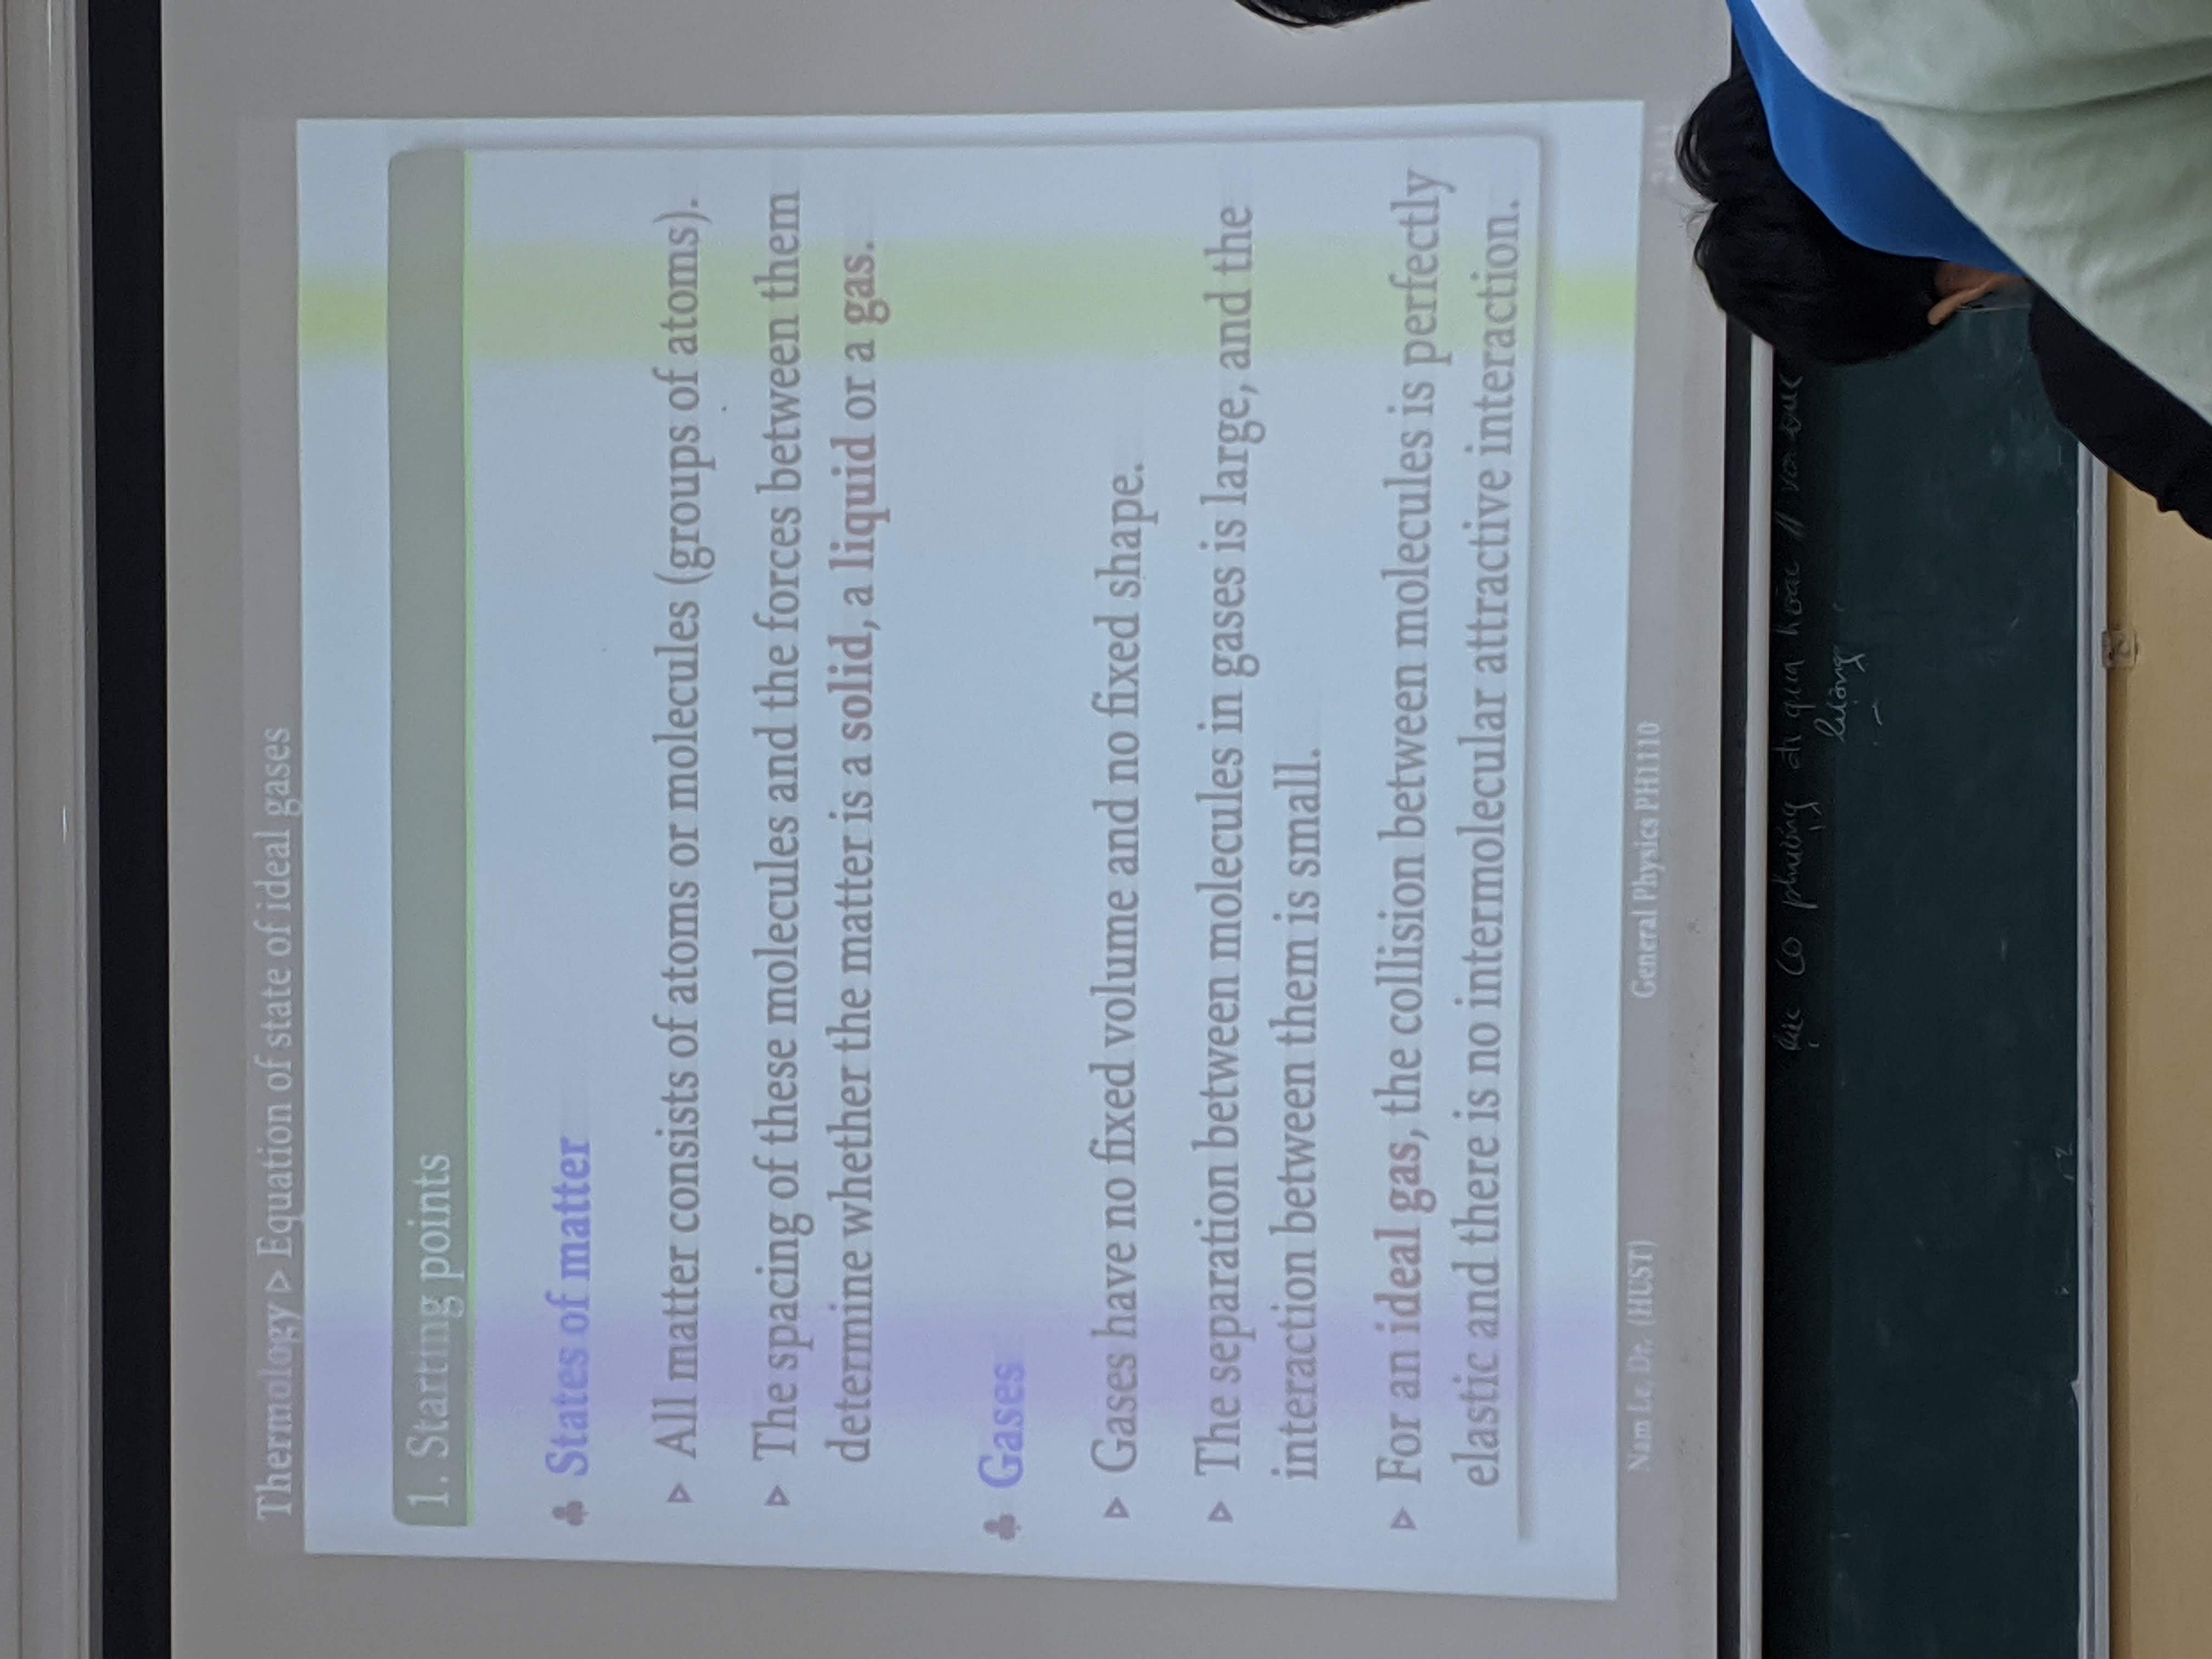 Thermology ▷ Equation of state of ideal gases
1. Starting points
♣ States of matter
▷ All matter consists of atoms or molecules (groups of atoms).
▷ The spacing of these molecules and the forces between them
determine whether the matter is a solid, a liquid or a gas.
♣ Gases
▷ Gases have no fixed volume and no fixed shape.
▷ The separation between molecules in gases is large, and the
interaction between them is small.
▷ For an ideal gas, the collision between molecules is perfectly
elastic and there is no intermolecular attractive interaction.
Nam Le, Dr. (HUST) General Physics PH1110
có phương đi qua hoặc //
lượng